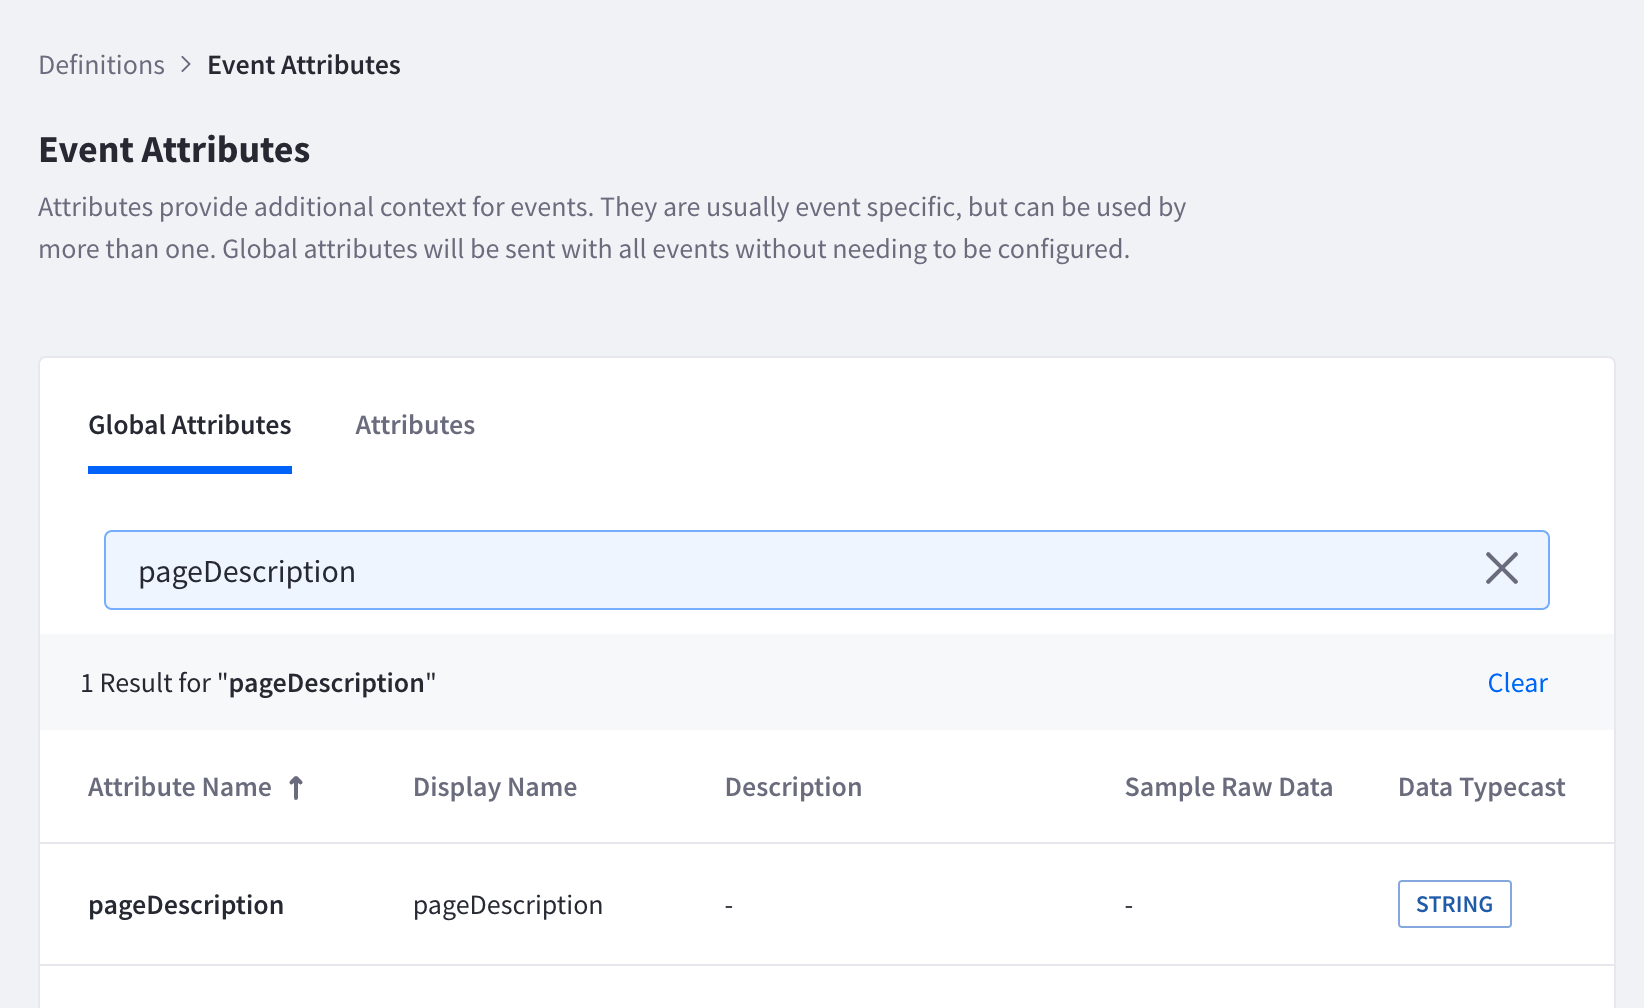 Definitions > Event Attributes
Event Attributes
Attributes provide additional context for events. They are usually event specific, but can be used by
more than one. Global attributes will be sent with all events without needing to be configured.
Global Attributes Attributes
pageDescription
1 Result for "pageDescription" Clear
Attribute Name ↑ Display Name Description Sample Raw Data Data Typecast
pageDescription pageDescription - - STRING